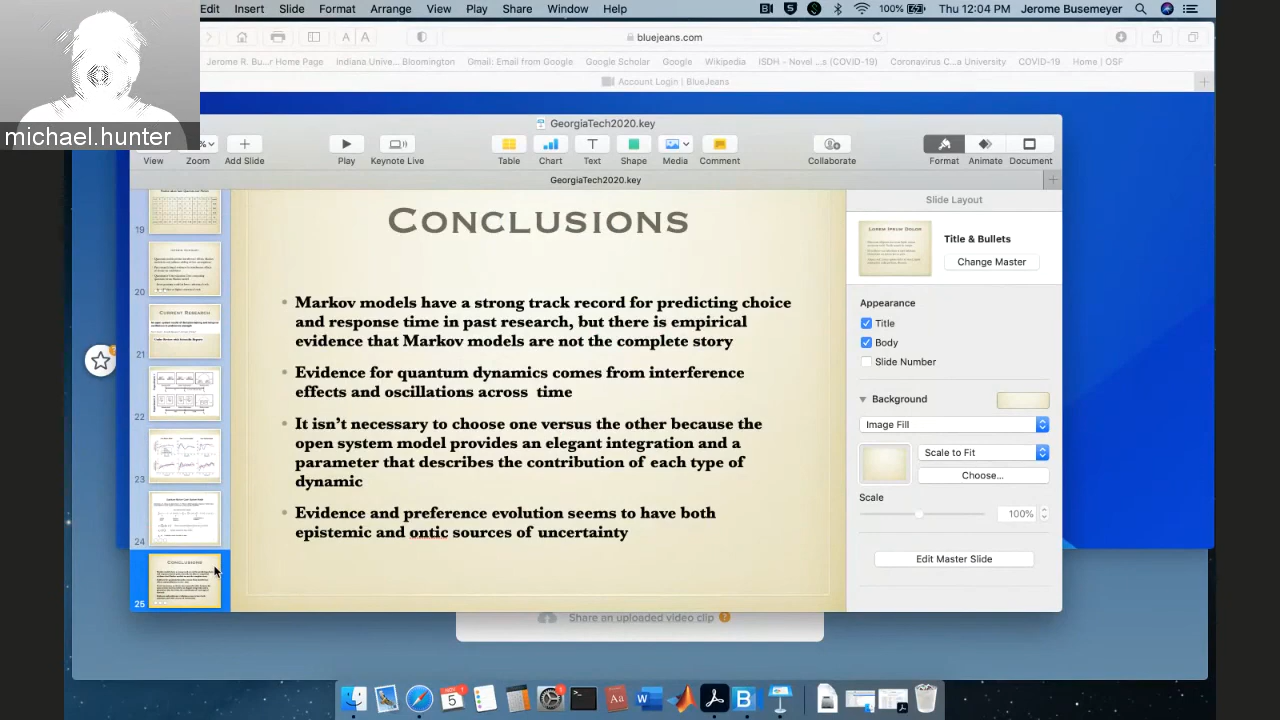 Edit Insert Slide Format Arrange View Play Share Window Help 100% Thu 12:04 PM Jerome Busemeyer
A A bluejeans.com
Jerome R. Bu...r Home Page Indiana Unive... Bloomington Gmail: Email from Google Google Scholar Google Wikipedia ISDH - Novel ...s (COVID-19) Coronavirus C...a University COVID-19 Home | OSF
Account Login | BlueJeans
michael.hunter
GeorgiaTech2020.key
View Zoom Add Slide Play Keynote Live Table Chart Text Shape Media Comment Collaborate Format Animate Document
GeorgiaTech2020.key
19
20
CURRENT RESEARCH
21
22
23
24
CONCLUSIONS
25
CONCLUSIONS
• Markov models have a strong track record for predicting choice
and response time in past research, but there is empirical
evidence that Markov models are not the complete story
• Evidence for quantum dynamics comes from interference
effects and oscillations across time
• It isn't necessary to choose one versus the other because the
open system model provides an elegant integration and a
parameter that describes the contribution of each type of
dynamic
• Evidence and preference evolution seems to have both
epistemic and ontic sources of uncertainty
Slide Layout
Title & Bullets
Change Master
Appearance
Title
Body
Slide Number
Background
Image Fill
Scale to Fit
Choose...
Scale
100%
Edit Master Slide
Share an uploaded video clip ?